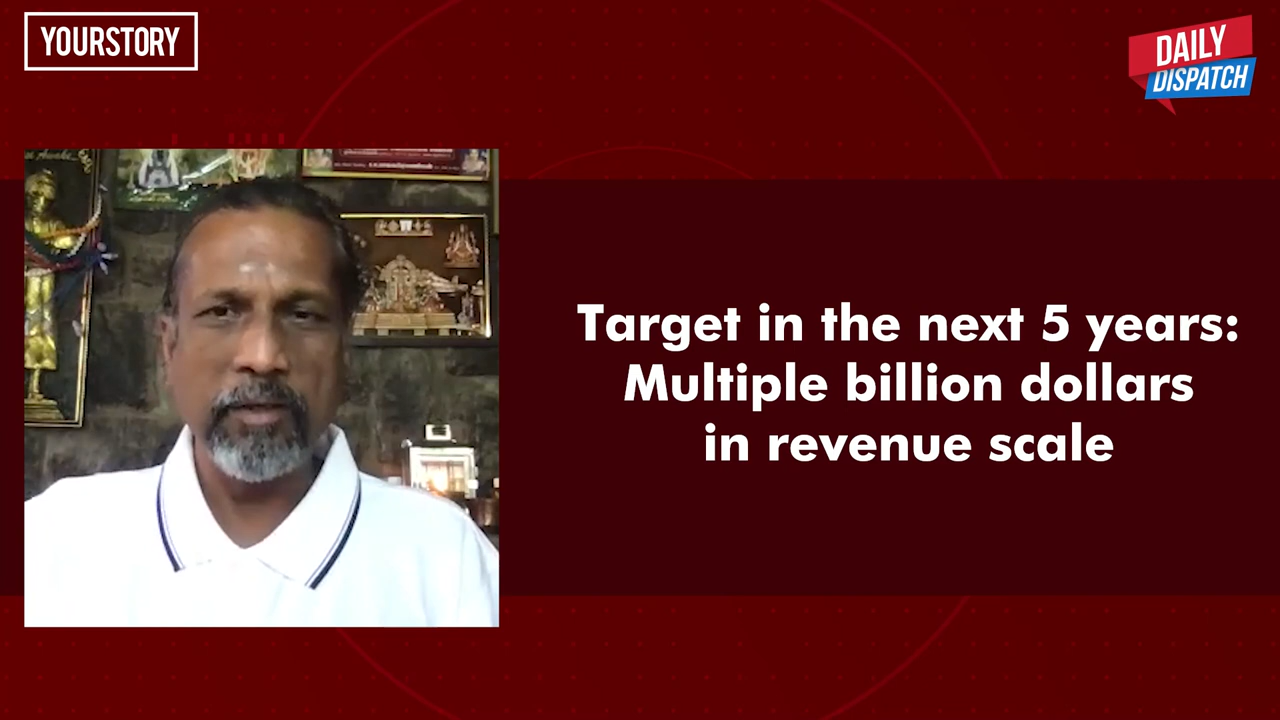 YOURSTORY
DAILY
DISPATCH
Target in the next 5 years:
Multiple billion dollars
in revenue scale